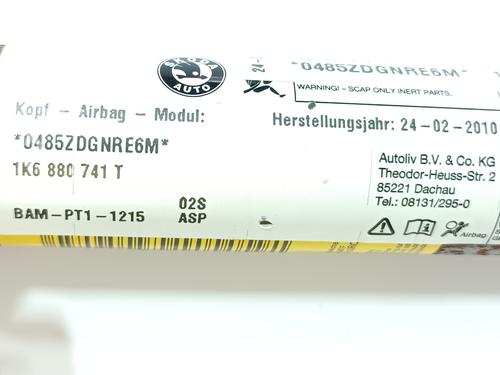 ŠKODA
AUTO
24-
*0485ZDGNRE6M*
WARNING! - SCAP ONLY INERT PARTS.
Kopf - Airbag - Modul:
Herstellungsjahr: 24-02-2010
*0485ZDGNRE6M*
1K6 880 741 T
Autoliv B.V. & Co. KG
Theodor-Heuss-Str. 2
85221 Dachau
Tel.: 08131/295-0
02S
BAM-PT1-1215 ASP
Airbag